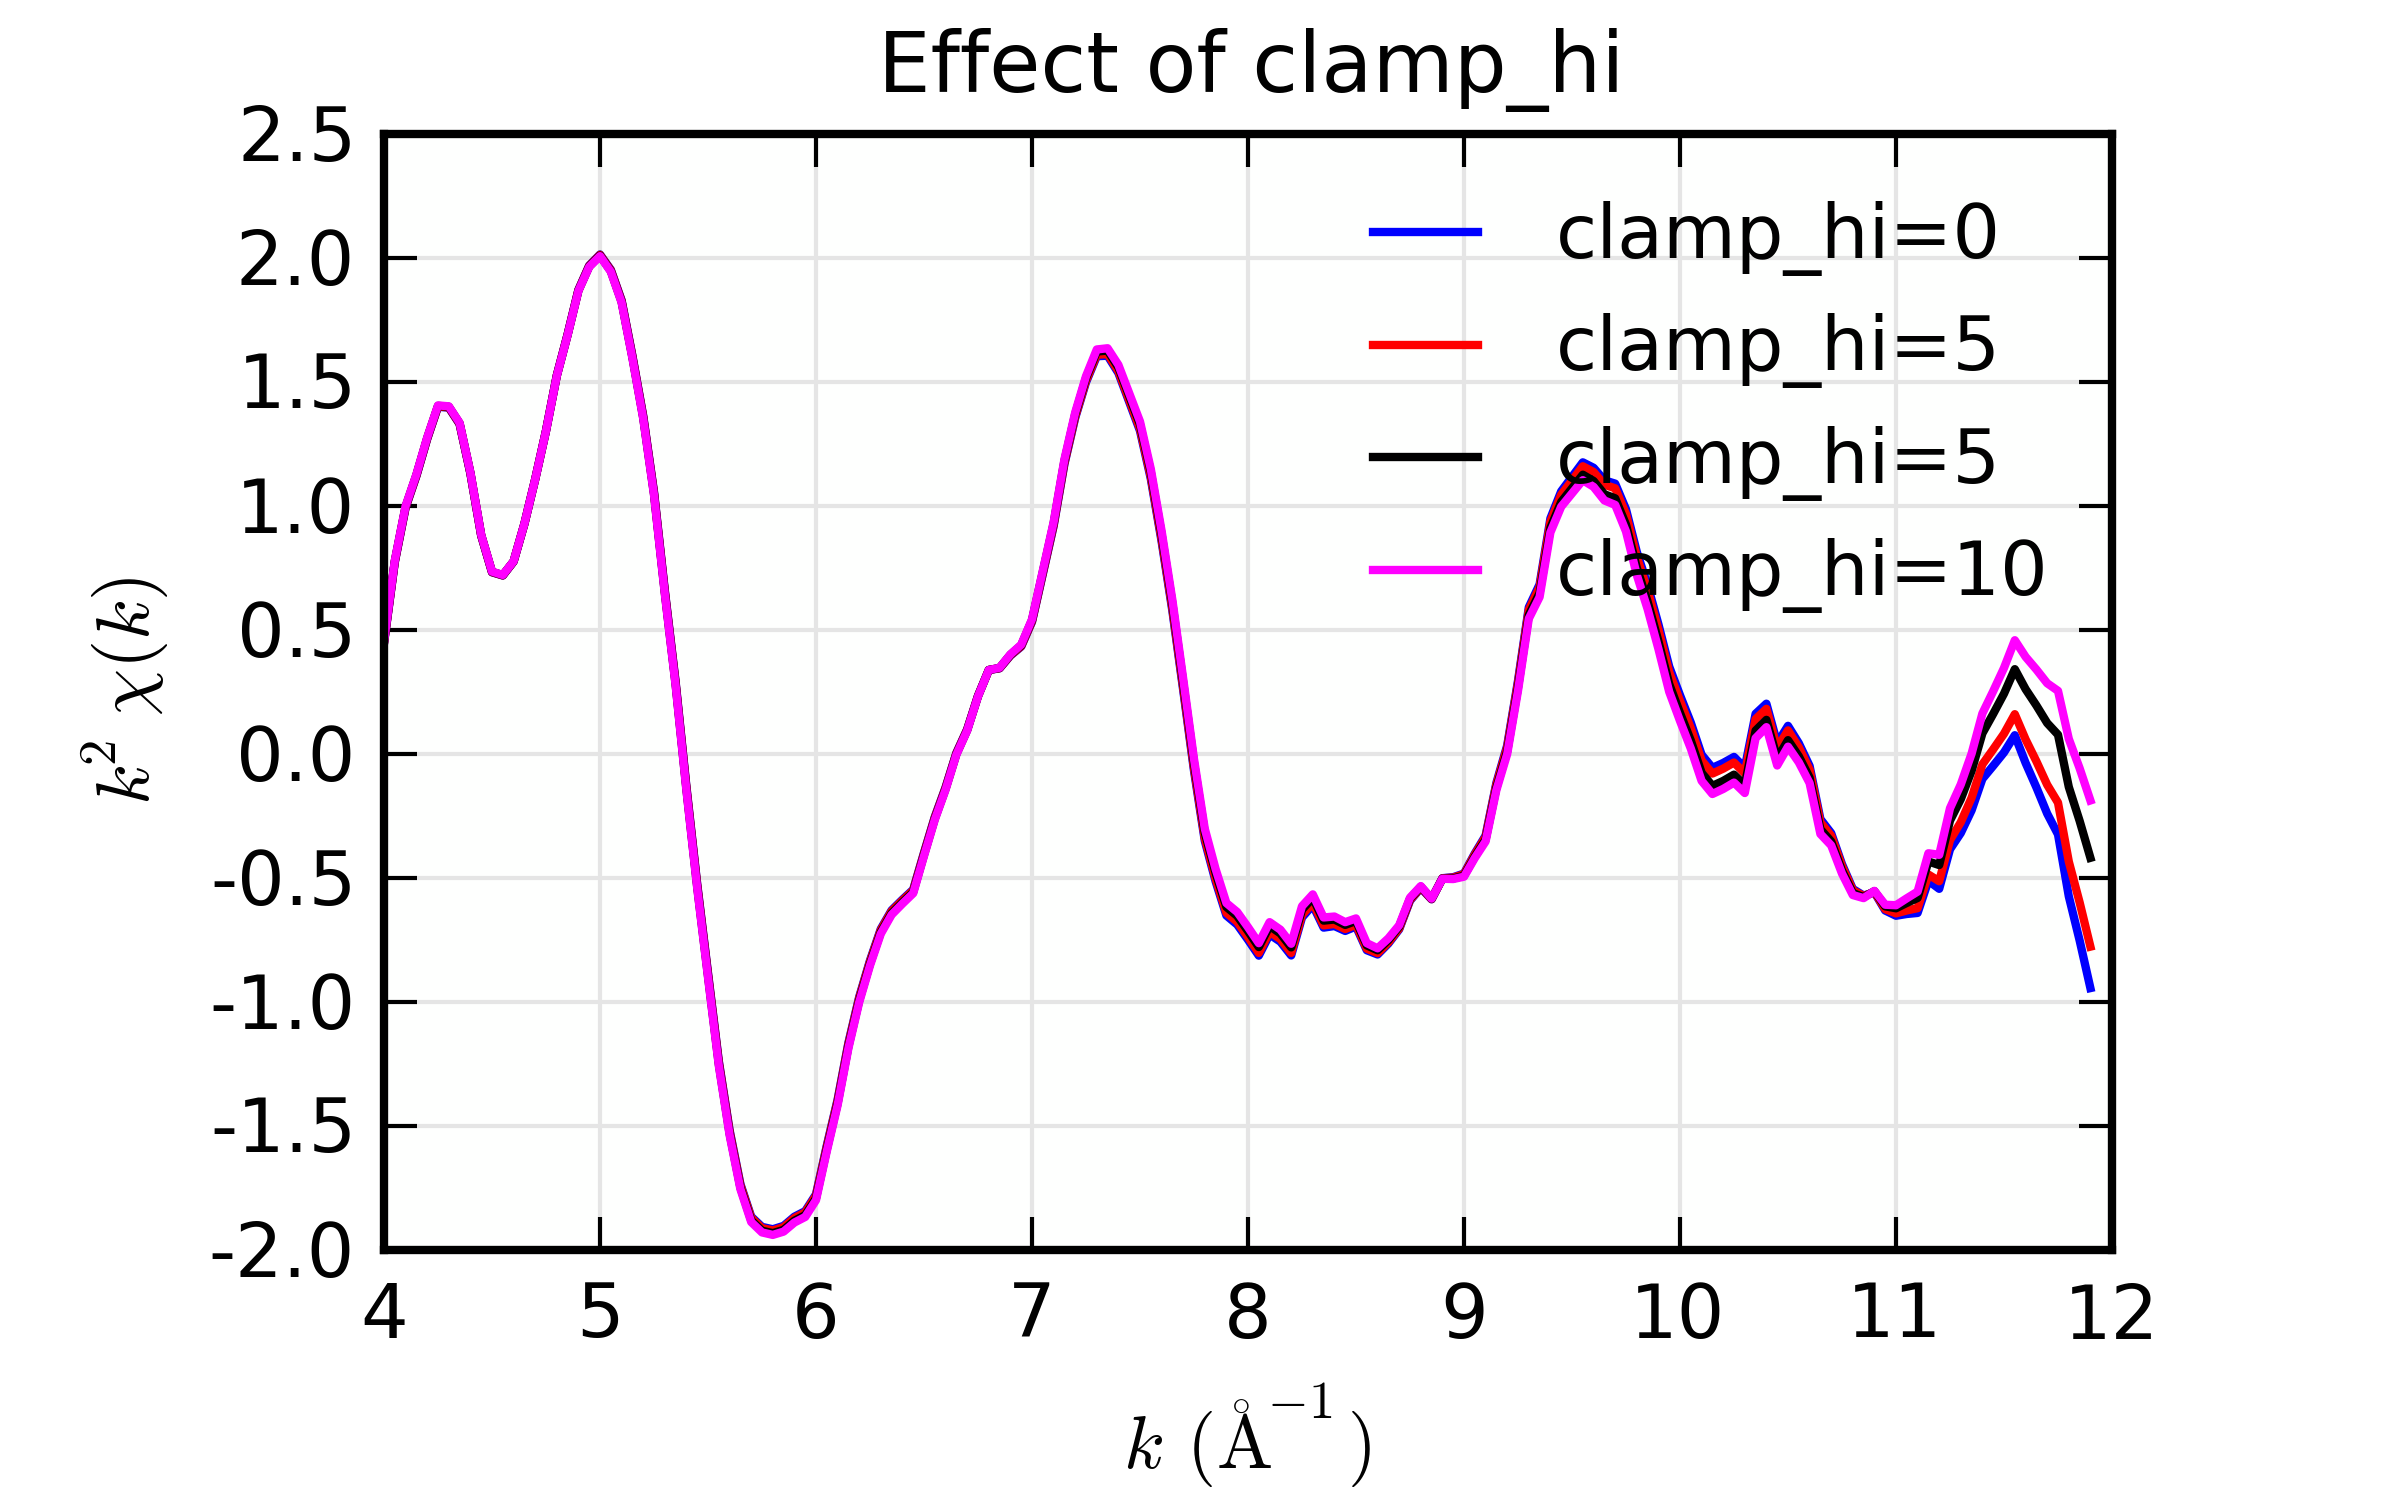 Effect of clamp_hi
2.5
2.0
1.5
1.0
0.5
0.0
-0.5
-1.0
-1.5
-2.0
k² χ(k)
clamp_hi=0
clamp_hi=5
clamp_hi=5
clamp_hi=10
4 5 6 7 8 9 10 11 12
k (Å⁻¹)